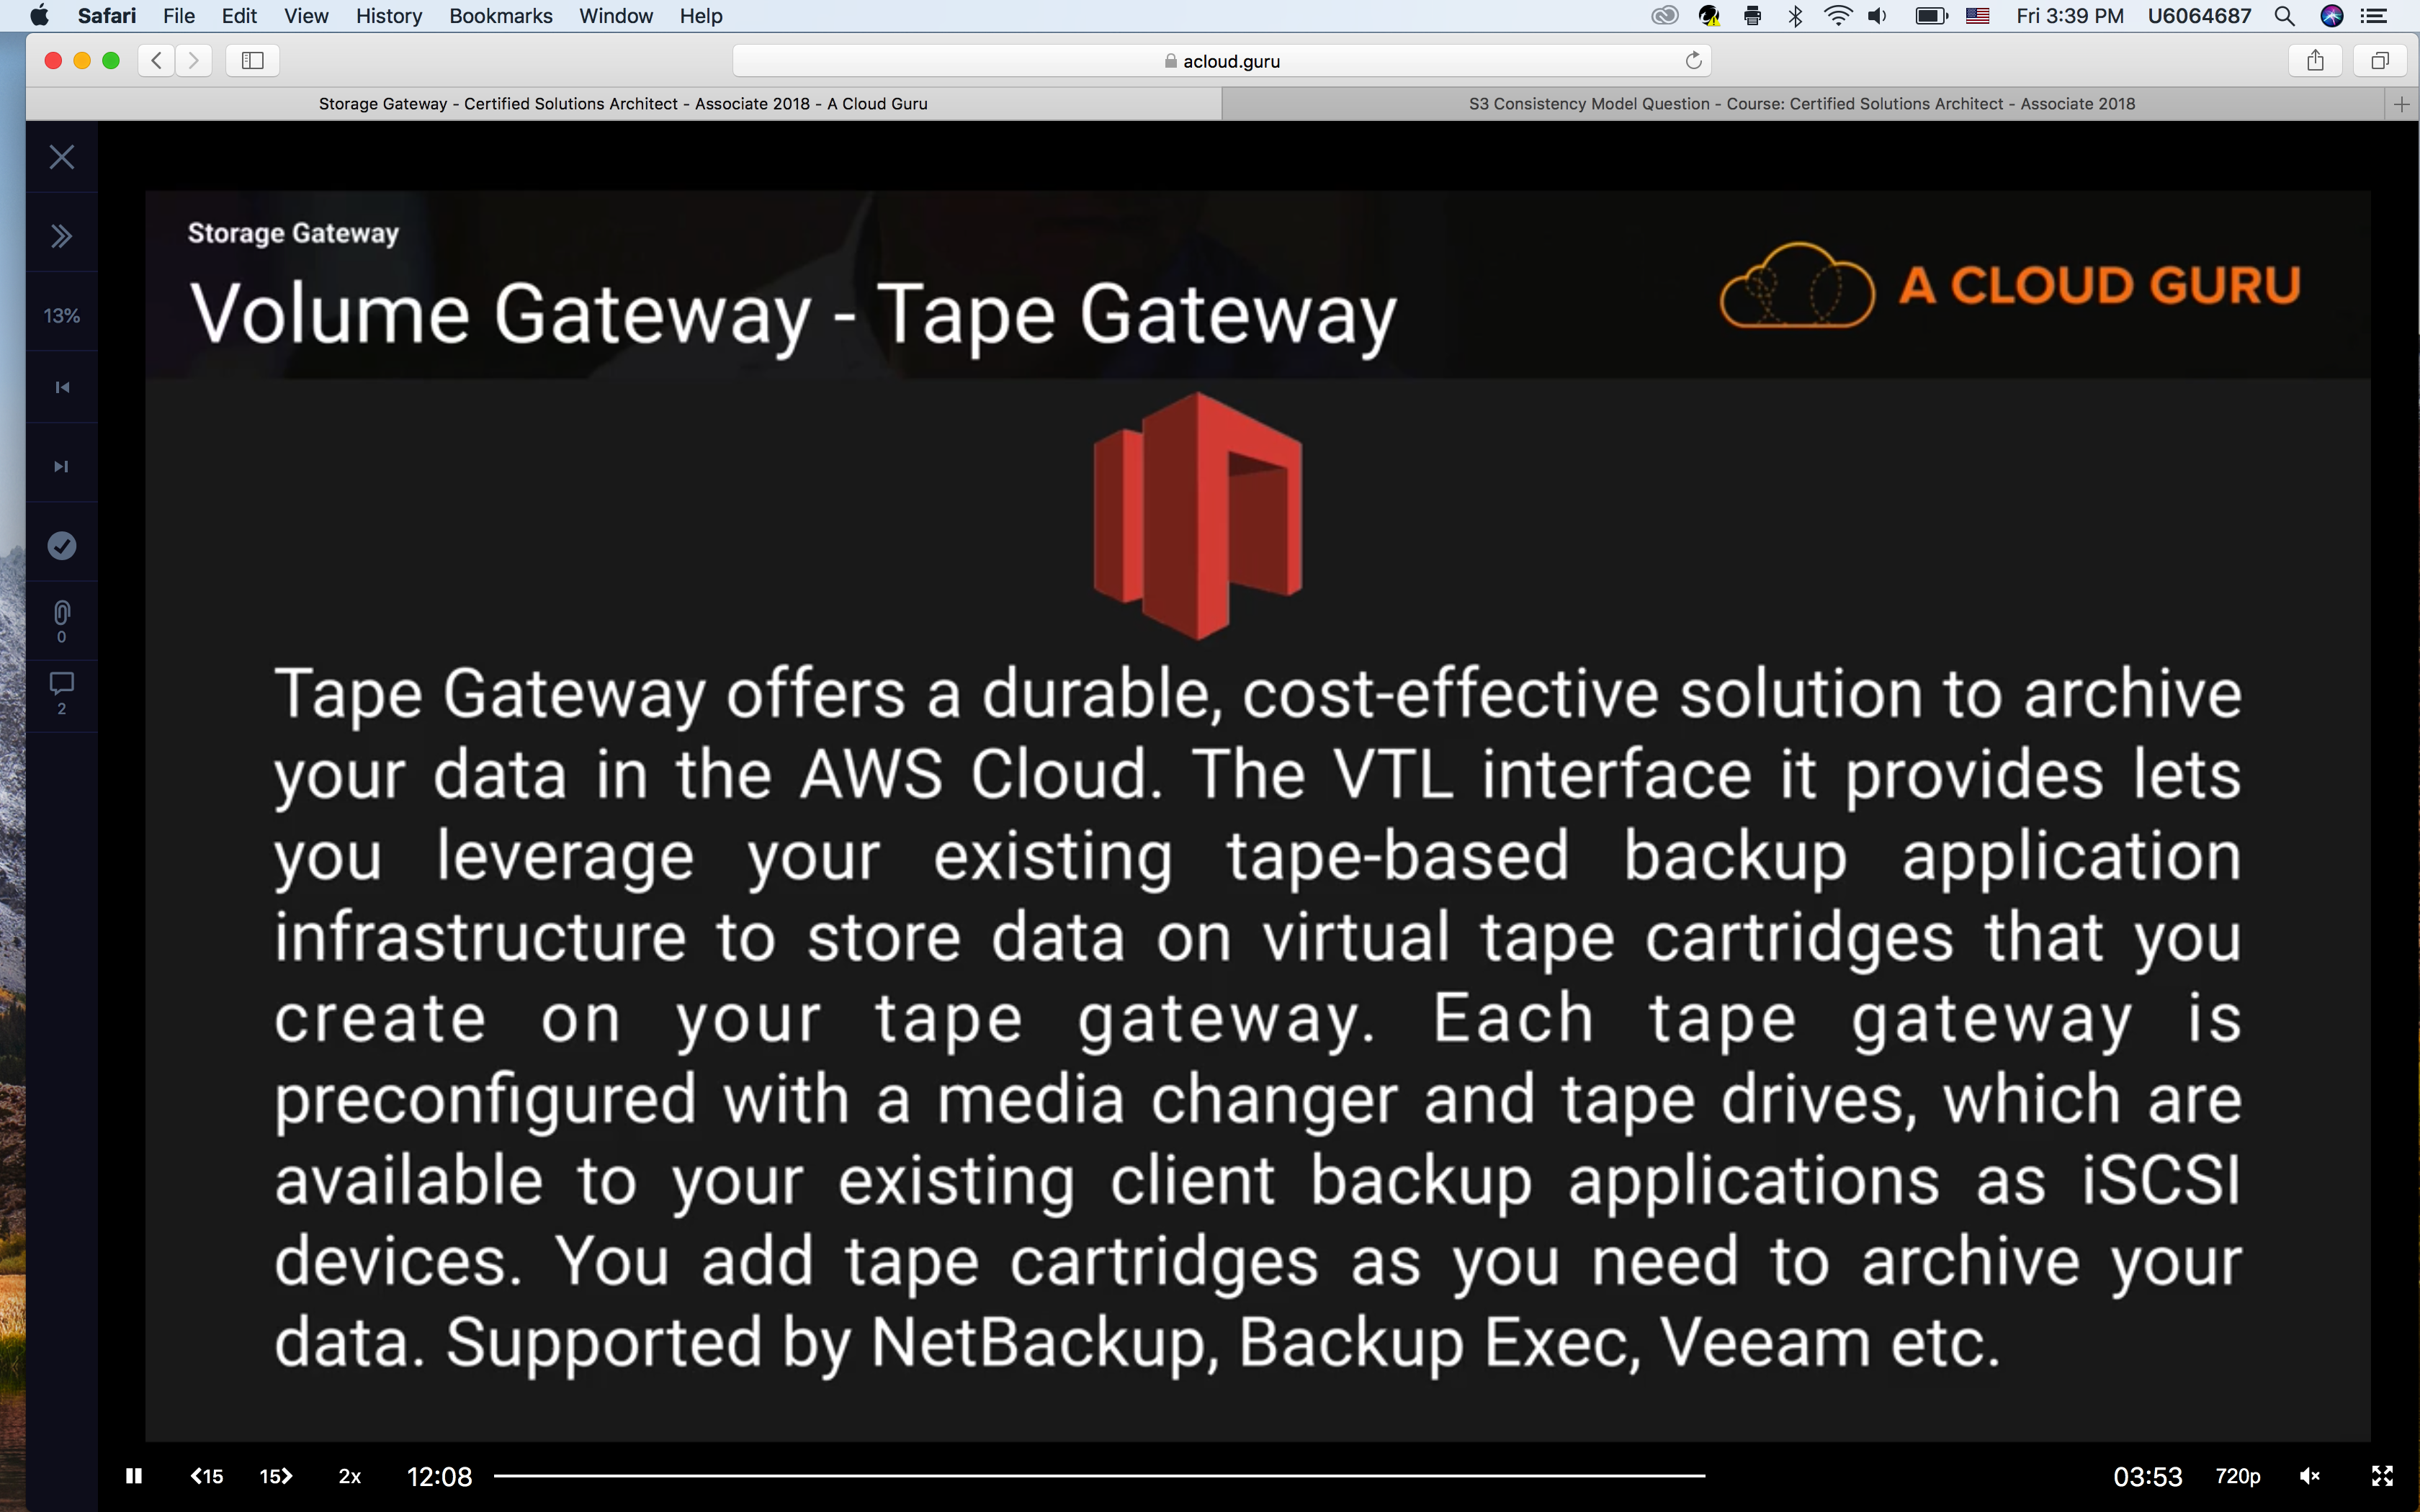 Safari File Edit View History Bookmarks Window Help Fri 3:39 PM U6064687
acloud.guru
Storage Gateway - Certified Solutions Architect - Associate 2018 - A Cloud Guru
S3 Consistency Model Question - Course: Certified Solutions Architect - Associate 2018
13%
0
2
Storage Gateway
Volume Gateway - Tape Gateway
A CLOUD GURU
Tape Gateway offers a durable, cost-effective solution to archive
your data in the AWS Cloud. The VTL interface it provides lets
you leverage your existing tape-based backup application
infrastructure to store data on virtual tape cartridges that you
create on your tape gateway. Each tape gateway is
preconfigured with a media changer and tape drives, which are
available to your existing client backup applications as iSCSI
devices. You add tape cartridges as you need to archive your
data. Supported by NetBackup, Backup Exec, Veeam etc.
15 15 2x 12:08 03:53 720p